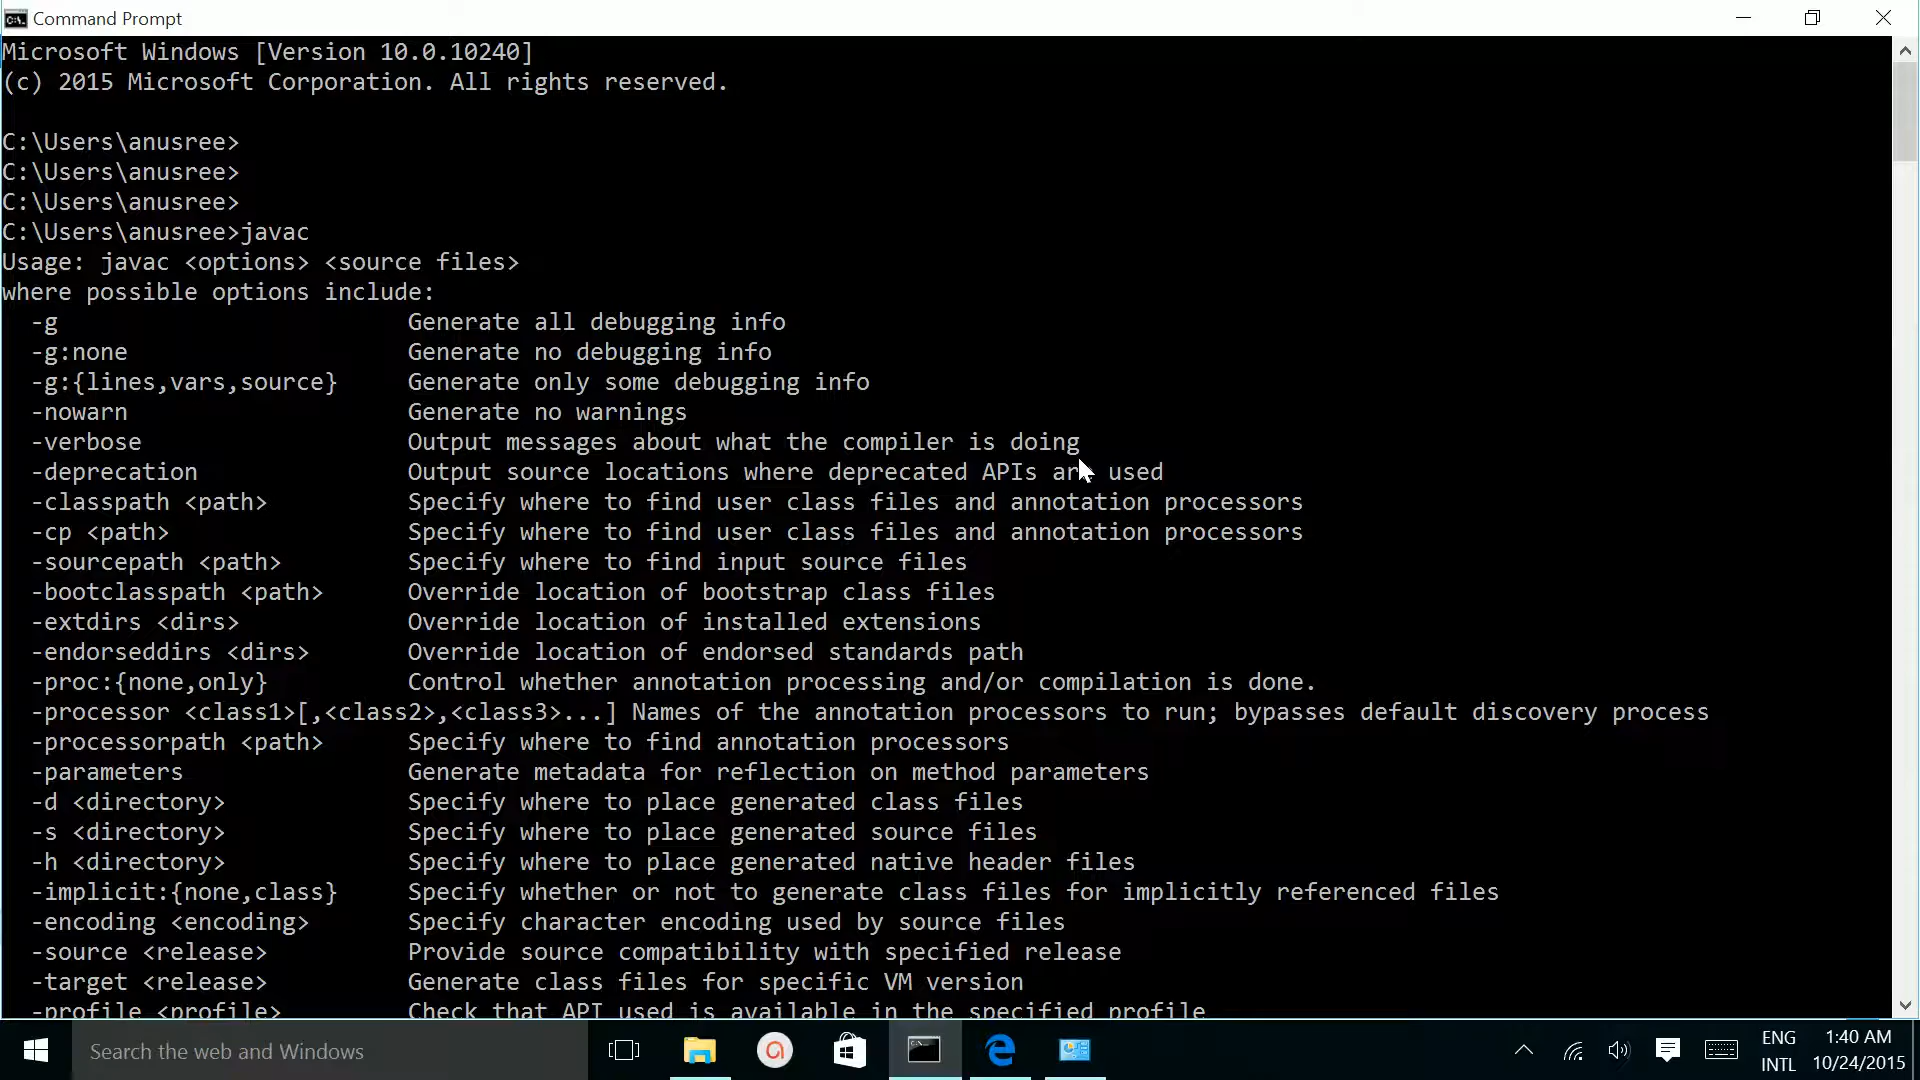 Command Prompt
Microsoft Windows [Version 10.0.10240]
(c) 2015 Microsoft Corporation. All rights reserved.
C:\Users\anusree>
C:\Users\anusree>
C:\Users\anusree>
C:\Users\anusree>javac
Usage: javac <options> <source files>
where possible options include:
-g Generate all debugging info
-g:none Generate no debugging info
-g:{lines,vars,source} Generate only some debugging info
-nowarn Generate no warnings
-verbose Output messages about what the compiler is doing
-deprecation Output source locations where deprecated APIs are used
-classpath <path> Specify where to find user class files and annotation processors
-cp <path> Specify where to find user class files and annotation processors
-sourcepath <path> Specify where to find input source files
-bootclasspath <path> Override location of bootstrap class files
-extdirs <dirs> Override location of installed extensions
-endorseddirs <dirs> Override location of endorsed standards path
-proc:{none,only} Control whether annotation processing and/or compilation is done.
-processor <class1>[,<class2>,<class3>...] Names of the annotation processors to run; bypasses default discovery process
-processorpath <path> Specify where to find annotation processors
-parameters Generate metadata for reflection on method parameters
-d <directory> Specify where to place generated class files
-s <directory> Specify where to place generated source files
-h <directory> Specify where to place generated native header files
-implicit:{none,class} Specify whether or not to generate class files for implicitly referenced files
-encoding <encoding> Specify character encoding used by source files
-source <release> Provide source compatibility with specified release
-target <release> Generate class files for specific VM version
-profile <profile> Check that API used is available in the specified profile
Search the web and Windows
ENG
INTL
1:40 AM
10/24/2015